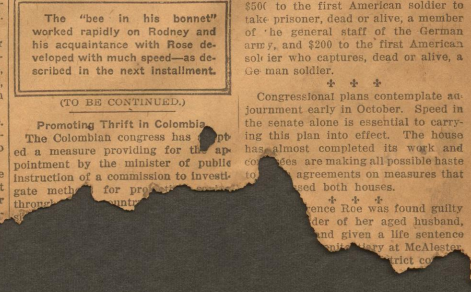 The "bee in his bonnet"
worked rapidly on Rodney and
his acquaintance with Rose de-
veloped with much speed—as de-
scribed in the next installment.
(TO BE CONTINUED.)
Promoting Thrift in Colombia
The Colombian congress has pt-
ed a measure providing for the ap-
pointment by the minister of public
instruction of a commission to investi-
gate for
through
$50 to the first American soldier to
take prisoner, dead or alive, a member
of the general staff of the German
army, and $200 to the first American
soldier who captures, dead or alive, a
German soldier.
Congressional plans contemplate ad-
journment early in October. Speed in
the senate alone is essential to carry-
ing this plan into effect. The house
has almost completed its work and
are making all possible haste
agreements on measures that
both houses.
Roe was found guilty
of her aged husband,
and given a life sentence
at McAlester,